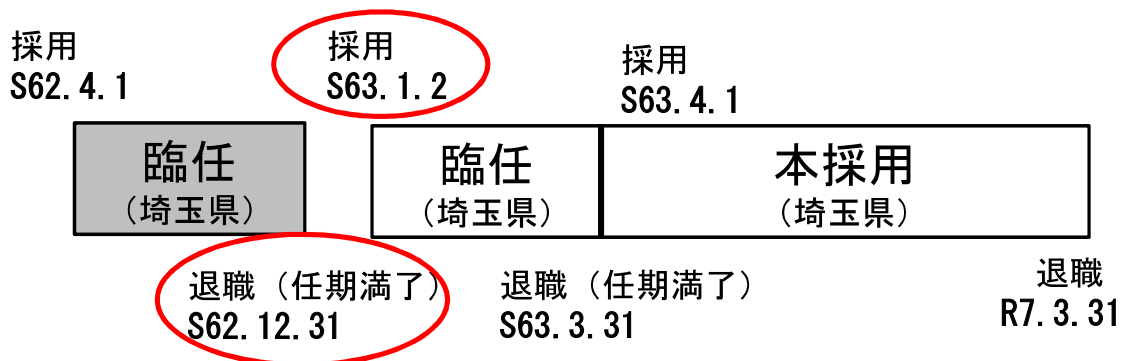 採用
S62.4.1
採用
S63.1.2
採用
S63.4.1
臨任
（埼玉県）
臨任
（埼玉県）
本採用
（埼玉県）
退職（任期満了）
S62.12.31
退職（任期満了）
S63.3.31
退職
R7.3.31